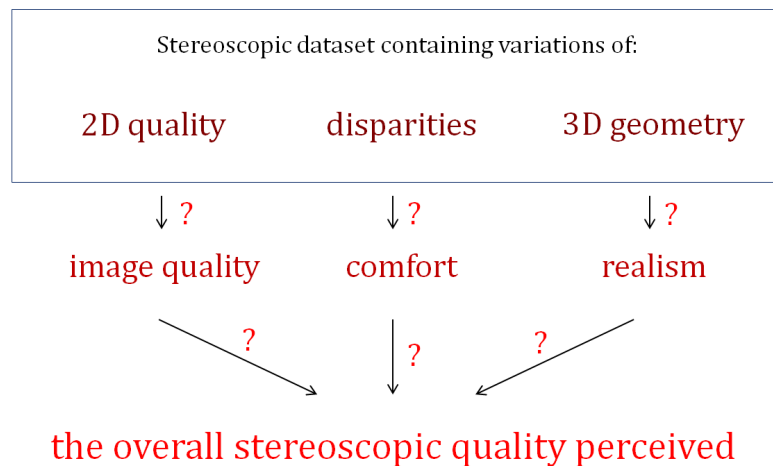 Stereoscopic dataset containing variations of:
2D quality disparities 3D geometry
? ? ?
image quality comfort realism
? ? ?
the overall stereoscopic quality perceived